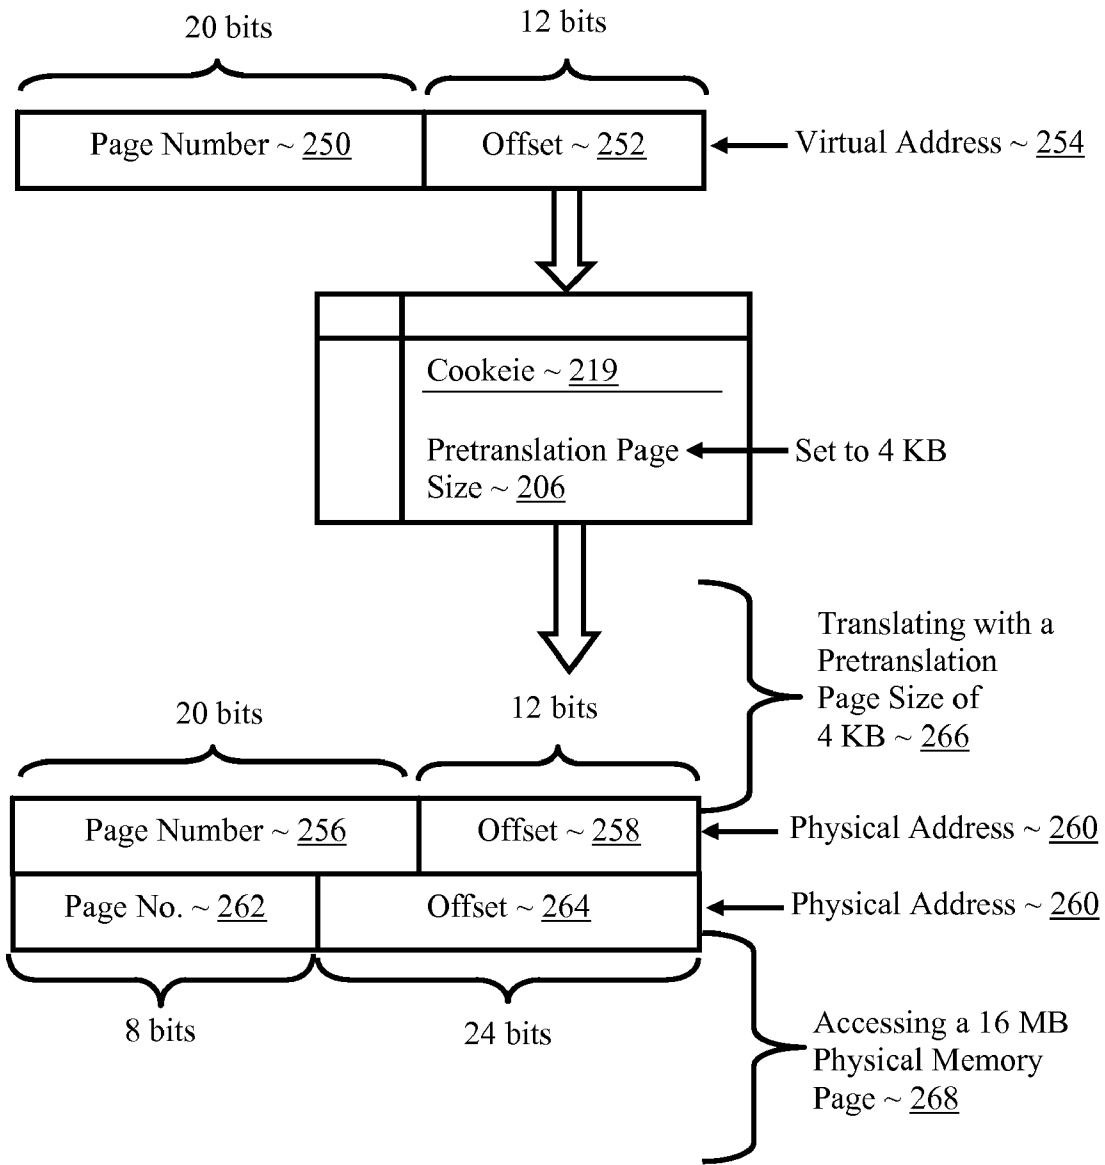 20 bits
12 bits
Page Number ~ 250
Offset ~ 252
Virtual Address ~ 254
Cookeie ~ 219
Pretranslation Page
Size ~ 206
Set to 4 KB
Translating with a
Pretranslation
Page Size of
4 KB ~ 266
20 bits
12 bits
Page Number ~ 256
Offset ~ 258
Physical Address ~ 260
Page No. ~ 262
Offset ~ 264
Physical Address ~ 260
8 bits
24 bits
Accessing a 16 MB
Physical Memory
Page ~ 268